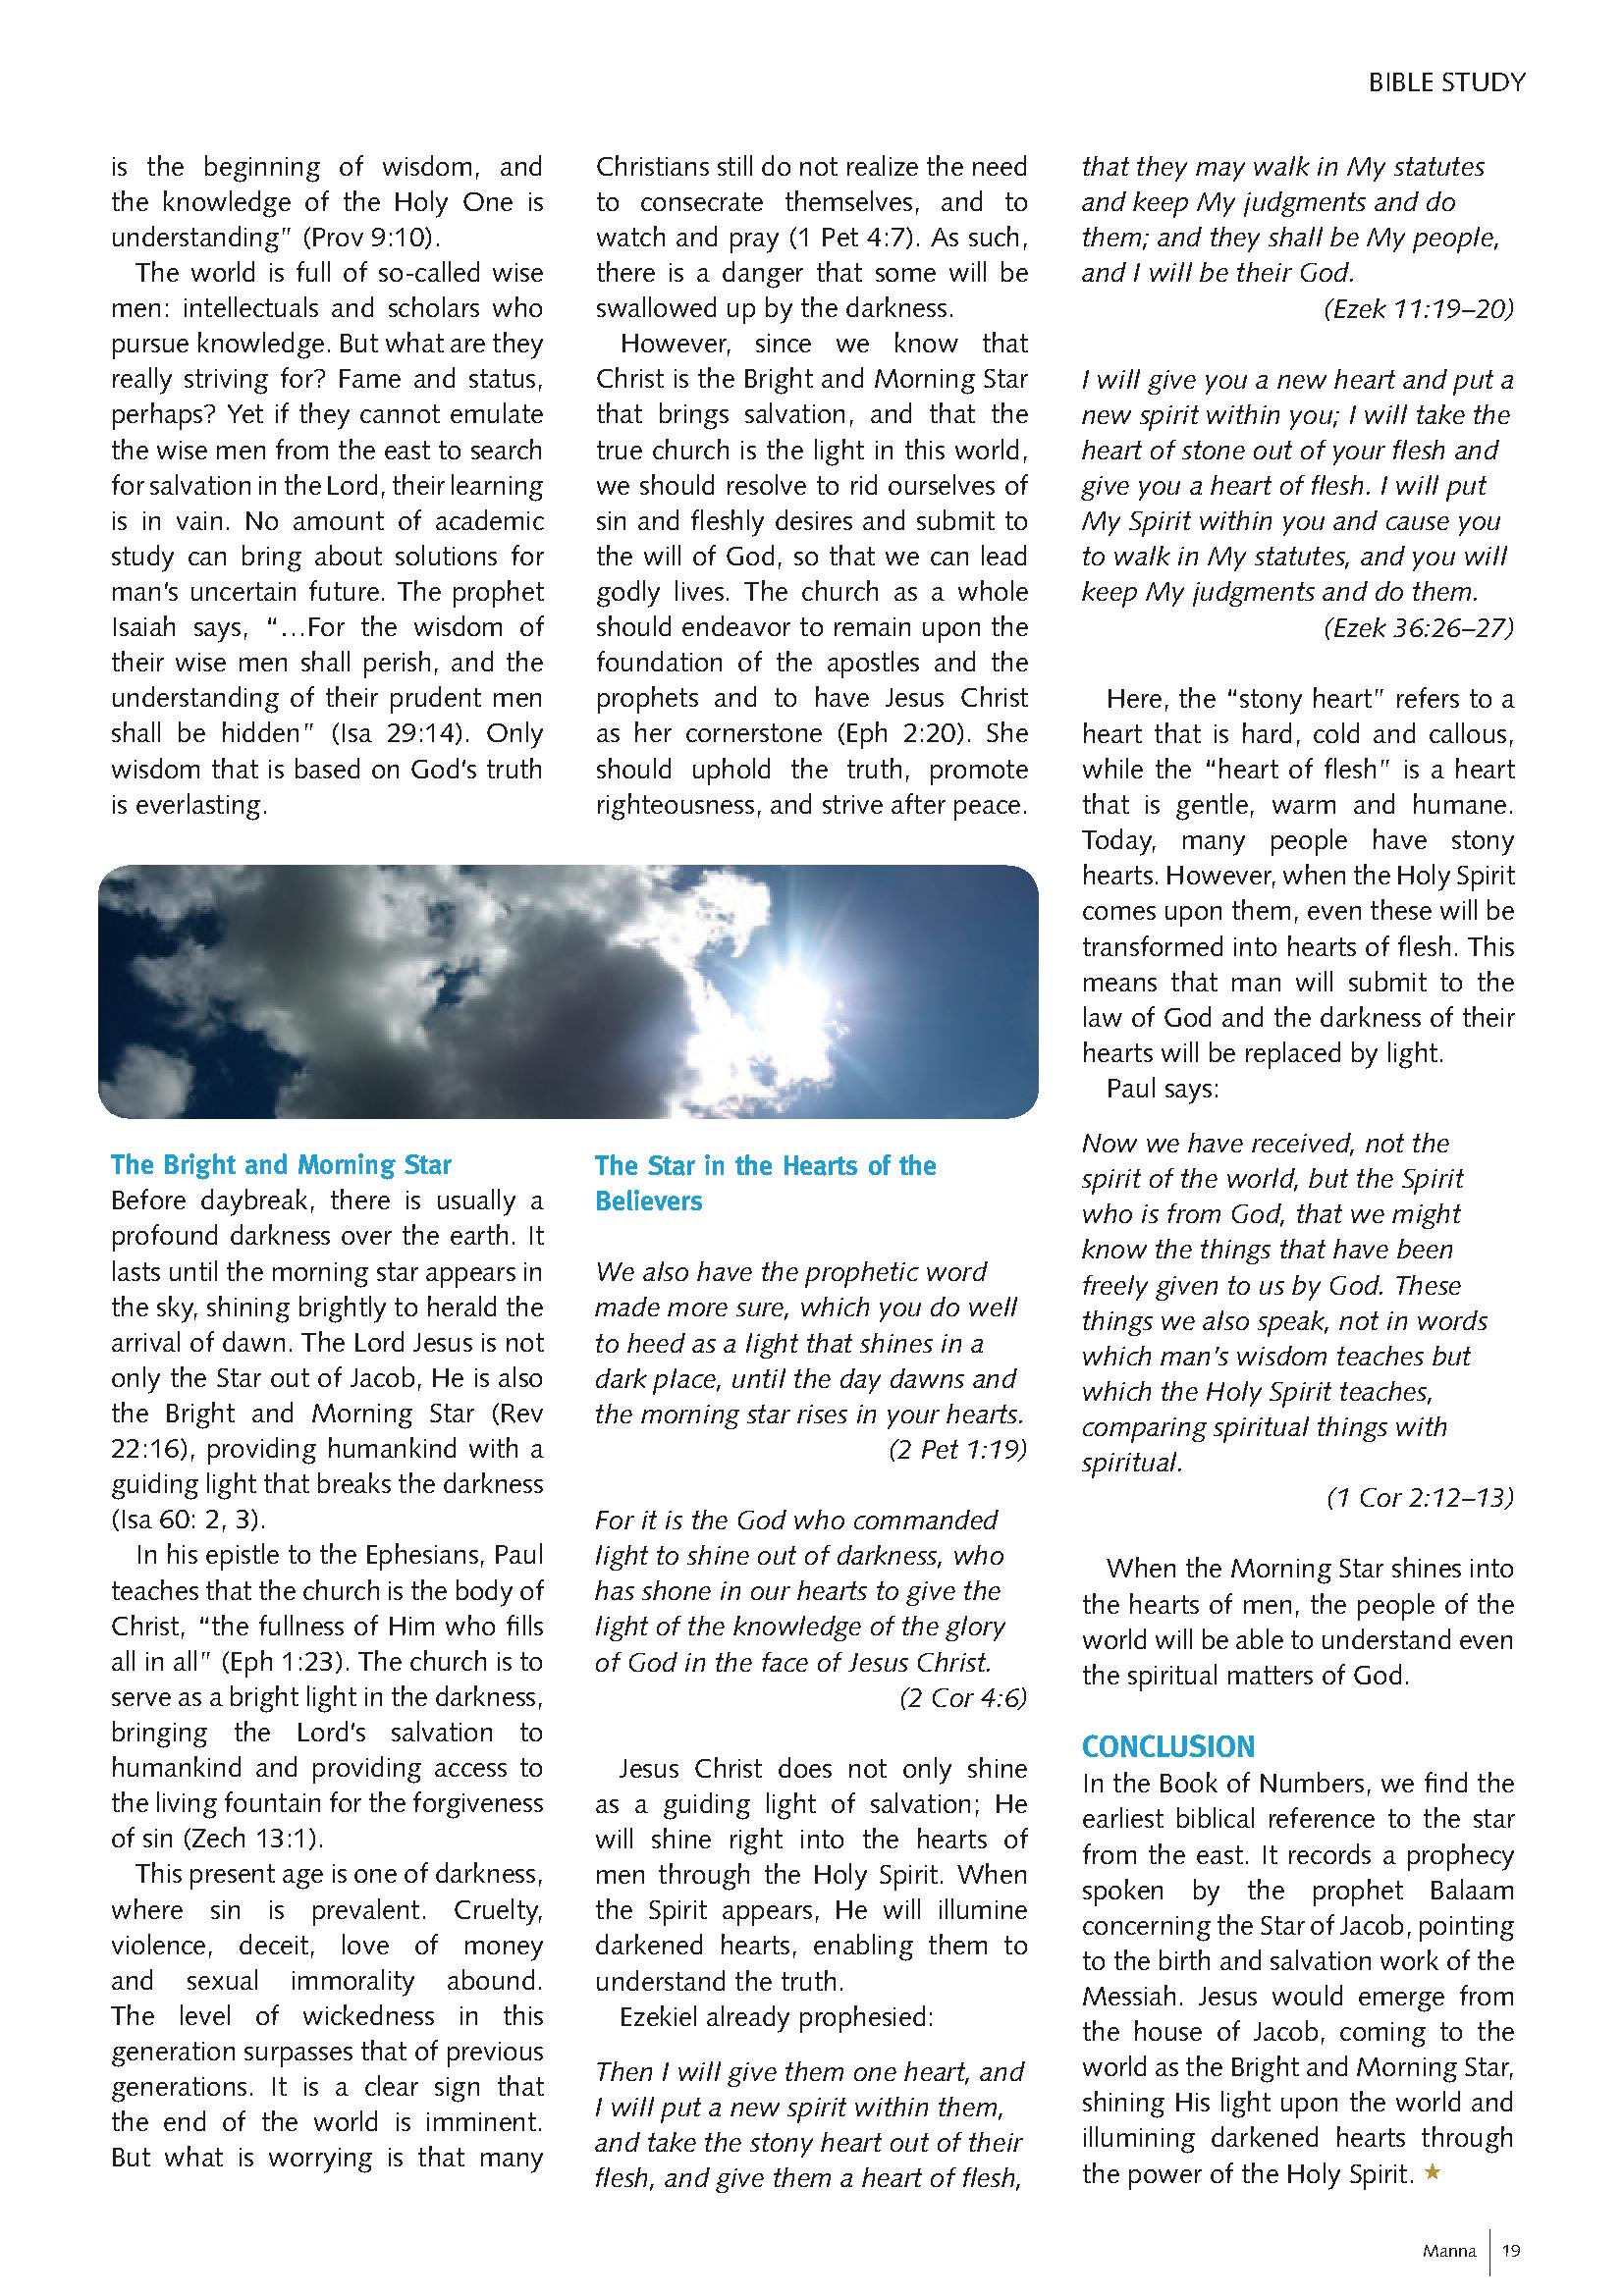 BIBLE STUDY
is the beginning of wisdom, and
the knowledge of the Holy One is
understanding" (Prov 9:10).
The world is full of so-called wise
men: intellectuals and scholars who
pursue knowledge. But what are they
really striving for? Fame and status,
perhaps? Yet if they cannot emulate
the wise men from the east to search
for salvation in the Lord, their learning
is in vain. No amount of academic
study can bring about solutions for
man's uncertain future. The prophet
Isaiah says, "…For the wisdom of
their wise men shall perish, and the
understanding of their prudent men
shall be hidden" (Isa 29:14). Only
wisdom that is based on God's truth
is everlasting.
The Bright and Morning Star
Before daybreak, there is usually a
profound darkness over the earth. It
lasts until the morning star appears in
the sky, shining brightly to herald the
arrival of dawn. The Lord Jesus is not
only the Star out of Jacob, He is also
the Bright and Morning Star (Rev
22:16), providing humankind with a
guiding light that breaks the darkness
(Isa 60: 2, 3).
In his epistle to the Ephesians, Paul
teaches that the church is the body of
Christ, "the fullness of Him who fills
all in all" (Eph 1:23). The church is to
serve as a bright light in the darkness,
bringing the Lord's salvation to
humankind and providing access to
the living fountain for the forgiveness
of sin (Zech 13:1).
This present age is one of darkness,
where sin is prevalent. Cruelty,
violence, deceit, love of money
and sexual immorality abound.
The level of wickedness in this
generation surpasses that of previous
generations. It is a clear sign that
the end of the world is imminent.
But what is worrying is that many
Christians still do not realize the need
to consecrate themselves, and to
watch and pray (1 Pet 4:7). As such,
there is a danger that some will be
swallowed up by the darkness.
However, since we know that
Christ is the Bright and Morning Star
that brings salvation, and that the
true church is the light in this world,
we should resolve to rid ourselves of
sin and fleshly desires and submit to
the will of God, so that we can lead
godly lives. The church as a whole
should endeavor to remain upon the
foundation of the apostles and the
prophets and to have Jesus Christ
as her cornerstone (Eph 2:20). She
should uphold the truth, promote
righteousness, and strive after peace.
The Star in the Hearts of the
Believers
We also have the prophetic word
made more sure, which you do well
to heed as a light that shines in a
dark place, until the day dawns and
the morning star rises in your hearts.
(2 Pet 1:19)
For it is the God who commanded
light to shine out of darkness, who
has shone in our hearts to give the
light of the knowledge of the glory
of God in the face of Jesus Christ.
(2 Cor 4:6)
Jesus Christ does not only shine
as a guiding light of salvation; He
will shine right into the hearts of
men through the Holy Spirit. When
the Spirit appears, He will illumine
darkened hearts, enabling them to
understand the truth.
Ezekiel already prophesied:
Then I will give them one heart, and
I will put a new spirit within them,
and take the stony heart out of their
flesh, and give them a heart of flesh,
that they may walk in My statutes
and keep My judgments and do
them; and they shall be My people,
and I will be their God.
(Ezek 11:19–20)
I will give you a new heart and put a
new spirit within you; I will take the
heart of stone out of your flesh and
give you a heart of flesh. I will put
My Spirit within you and cause you
to walk in My statutes, and you will
keep My judgments and do them.
(Ezek 36:26–27)
Here, the "stony heart" refers to a
heart that is hard, cold and callous,
while the "heart of flesh" is a heart
that is gentle, warm and humane.
Today, many people have stony
hearts. However, when the Holy Spirit
comes upon them, even these will be
transformed into hearts of flesh. This
means that man will submit to the
law of God and the darkness of their
hearts will be replaced by light.
Paul says:
Now we have received, not the
spirit of the world, but the Spirit
who is from God, that we might
know the things that have been
freely given to us by God. These
things we also speak, not in words
which man's wisdom teaches but
which the Holy Spirit teaches,
comparing spiritual things with
spiritual.
(1 Cor 2:12–13)
When the Morning Star shines into
the hearts of men, the people of the
world will be able to understand even
the spiritual matters of God.
CONCLUSION
In the Book of Numbers, we find the
earliest biblical reference to the star
from the east. It records a prophecy
spoken by the prophet Balaam
concerning the Star of Jacob, pointing
to the birth and salvation work of the
Messiah. Jesus would emerge from
the house of Jacob, coming to the
world as the Bright and Morning Star,
shining His light upon the world and
illumining darkened hearts through
the power of the Holy Spirit. ★
Manna | 19